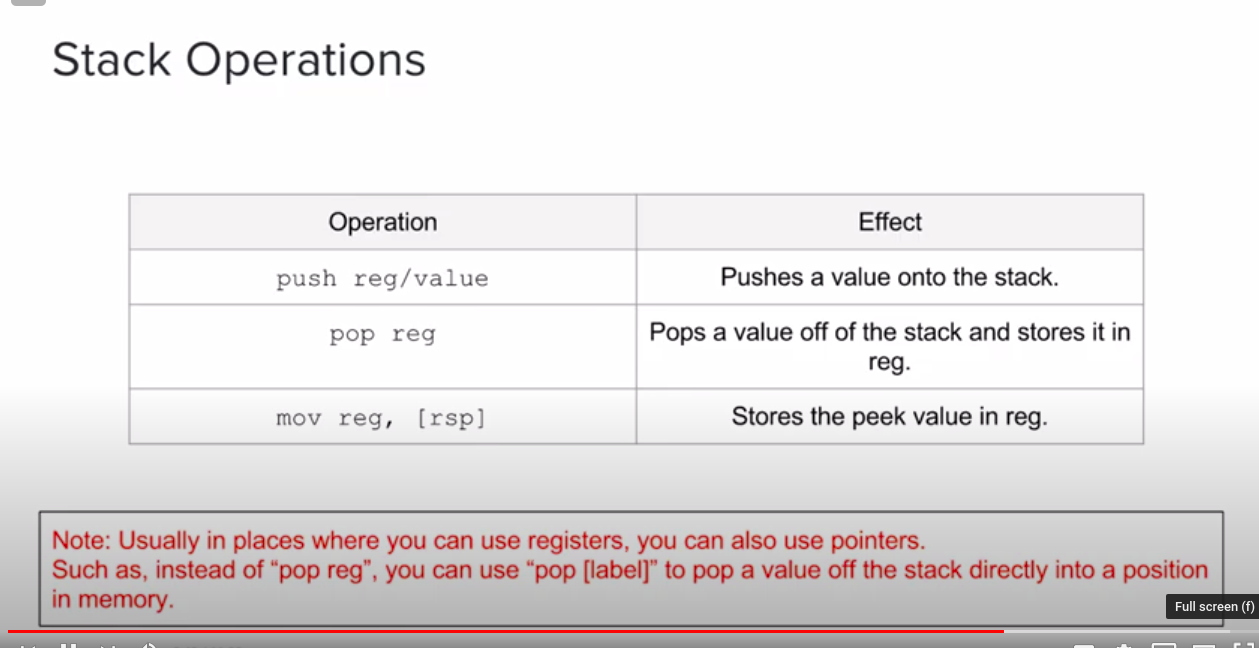 Stack Operations
Operation
Effect
push reg/value
Pushes a value onto the stack.
pop reg
Pops a value off of the stack and stores it in
reg.
mov reg, [rsp]
Stores the peek value in reg.
Note: Usually in places where you can use registers, you can also use pointers.
Such as, instead of “pop reg”, you can use “pop [label]” to pop a value off the stack directly into a position
in memory.
Full screen (f)